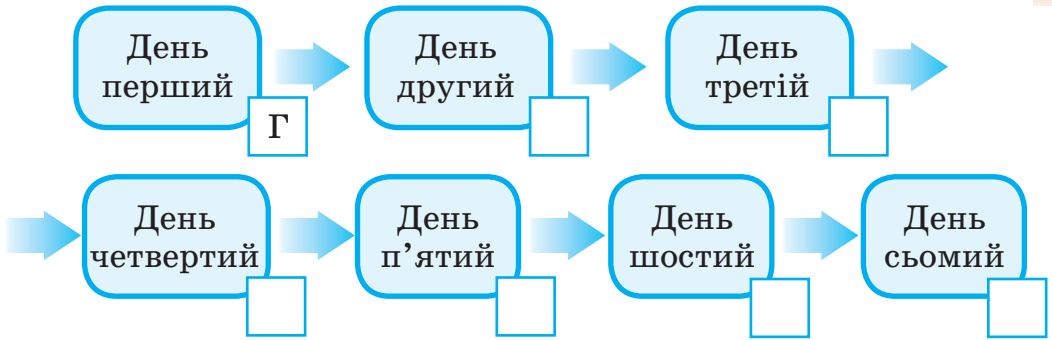 День
перший
Г
День
другий
День
третій
День
четвертий
День
п’ятий
День
шостий
День
сьомий